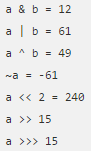 a & b = 12
a | b = 61
a ^ b = 49
~a = -61
a << 2 = 240
a >> 15
a >>> 15